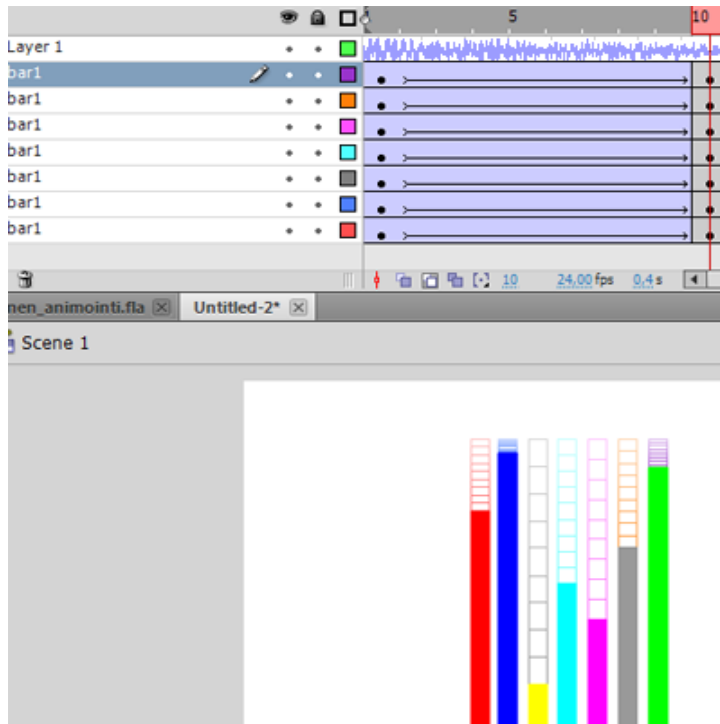 5 10
Layer 1
bar1
bar1
bar1
bar1
bar1
bar1
bar1
10 24,00 fps 0,4 s
nen_animointi.fla Untitled-2*
Scene 1